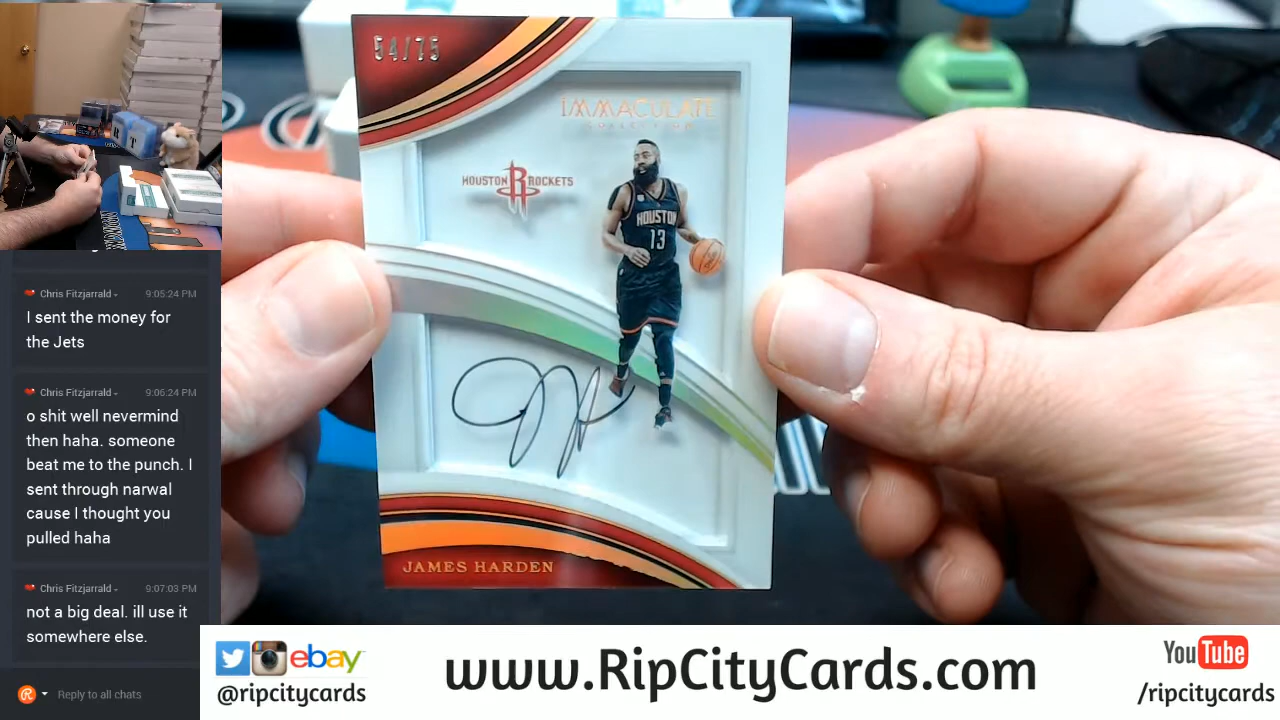 54/75
IMMACULATE
COLLECTION
HOUSTON R ROCKETS
HOUSTON
13
JAMES HARDEN
R T
Chris Fitzjarrald 9:05:24 PM
I sent the money for
the Jets
Chris Fitzjarrald 9:06:24 PM
o shit well nevermind
then haha. someone
beat me to the punch. I
sent through narwal
cause I thought you
pulled haha
Chris Fitzjarrald 9:07:03 PM
not a big deal. ill use it
somewhere else.
Reply to all chats
ebay
@ripcitycards
www.RipCityCards.com
YouTube
/ripcitycards